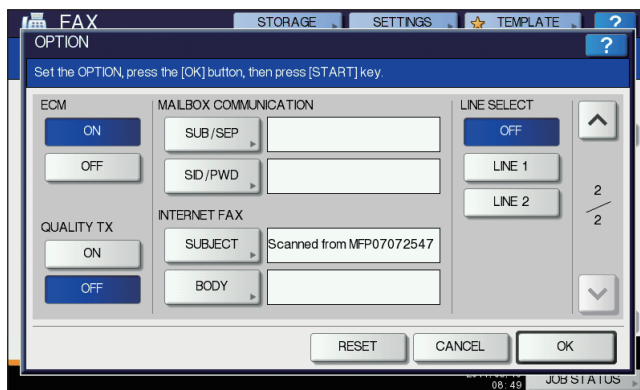 FAX
STORAGE SETTINGS TEMPLATE ?
OPTION ?
Set the OPTION, press the [OK] button, then press [START] key.
ECM
ON
OFF
QUALITY TX
ON
OFF
MAILBOX COMMUNICATION
SUB/SEP
SID/PWD
INTERNET FAX
SUBJECT Scanned from MFP07072547
BODY
LINE SELECT
OFF
LINE 1
LINE 2
2
2
RESET CANCEL OK
08:49 JOB STATUS